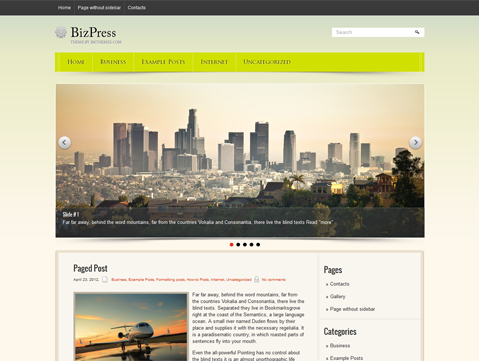 Home Page without sidebar Contacts
BizPress
Search
Home Business Example Posts Internet Uncategorized
Slide # 1
Far far away, behind the word mountains, far from the countries Vokalia and Consonantia, there live the blind texts Read "more"
Paged Post
April 23, 2012, Business, Example Posts, Formatting posts, How-to Posts, Internet, Uncategorized No comments
Far far away, behind the word mountains, far from
the countries Vokalia and Consonantia, there live the
blind texts. Separated they live in Bookmarksgrove
right at the coast of the Semantics, a large language
ocean. A small river named Duden flows by their
place and supplies it with the necessary regelialia. It
is a paradisematic country, in which roasted parts of
sentences fly into your mouth.
Even the all-powerful Pointing has no control about
the blind texts it is an almost unorthographic life
Pages
Contacts
Gallery
Page without sidebar
Categories
Business
Example Posts